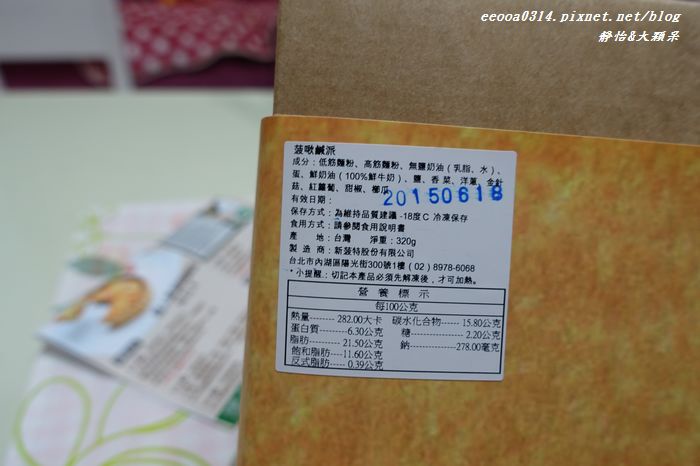 eeooa0314.pixnet.net/blog
靜怡&大顆呆
菠啾鹹派
成分：低筋麵粉、高筋麵粉、無鹽奶油（乳脂、水）、
蛋、鮮奶油（100%鮮牛奶）、鹽、香菜、洋蔥、金針
菇、紅蘿蔔、甜椒、櫛瓜
有效日期：20150618
保存方式：為維持品質建議 -18度C 冷凍保存
食用方式：請參閱食用說明書
產 地：台灣 淨重：320g
製造商：新菠特股份有限公司
台北市內湖區陽光街300號1樓（02）8978-6068
*小提醒：切記本產品必須先解凍後，才可加熱。
營養標示
每100公克
熱量-------- 282.00大卡 碳水化合物------ 15.80公克
蛋白質--------6.30公克 糖-------------- 2.20公克
脂肪---------- 21.50公克 鈉-------------278.00毫克
飽和脂肪----11.60公克
反式脂肪---- 0.39公克